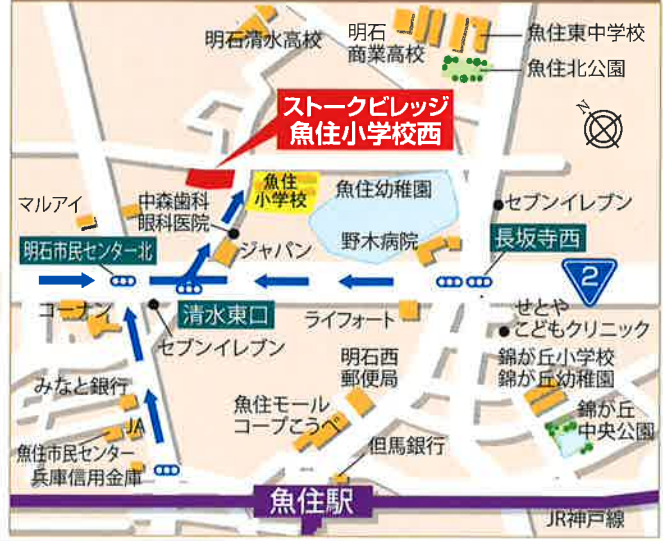 明石清水高校
明石
商業高校
魚住東中学校
魚住北公園
N
ストークビレッジ
魚住小学校西
マルアイ
中森歯科
眼科医院
魚住
小学校
魚住幼稚園
セブンイレブン
明石市民センター北
ジャパン
野木病院
長坂寺西
2
コーナン
清水東口
セブンイレブン
ライフォート
せとや
こどもクリニック
みなと銀行
明石西
郵便局
錦が丘小学校
錦が丘幼稚園
JA
魚住モール
コープこうべ
錦が丘
中央公園
魚住市民センター
兵庫信用金庫
但馬銀行
魚住駅
JR神戸線